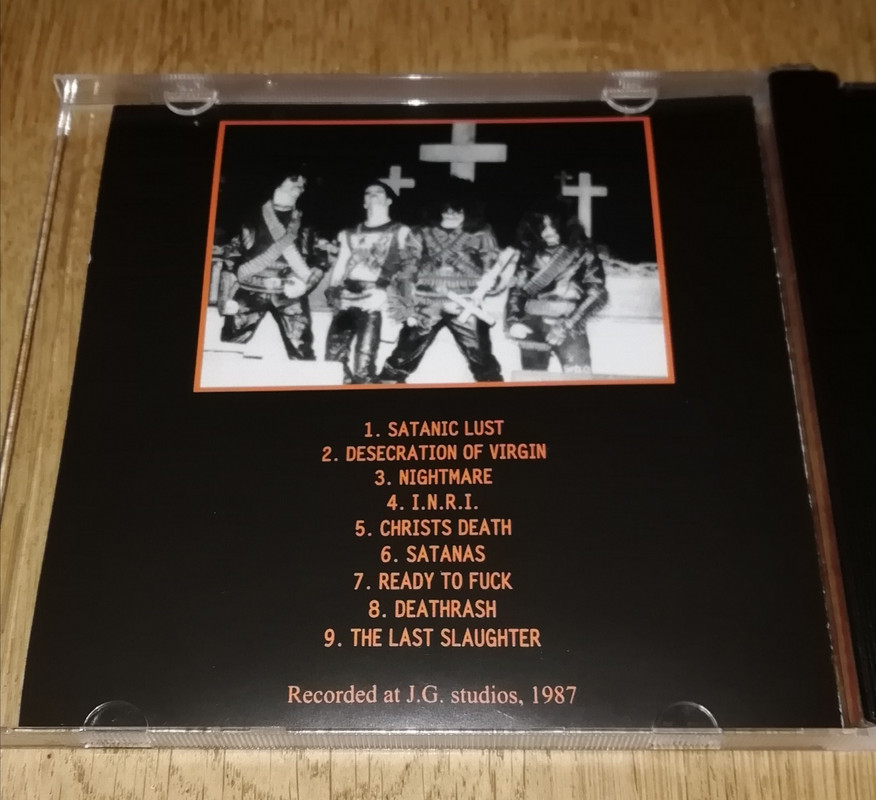 1. SATANIC LUST
2. DESECRATION OF VIRGIN
3. NIGHTMARE
4. I.N.R.I.
5. CHRISTS DEATH
6. SATANAS
7. READY TO FUCK
8. DEATHRASH
9. THE LAST SLAUGHTER
Recorded at J.G. studios, 1987